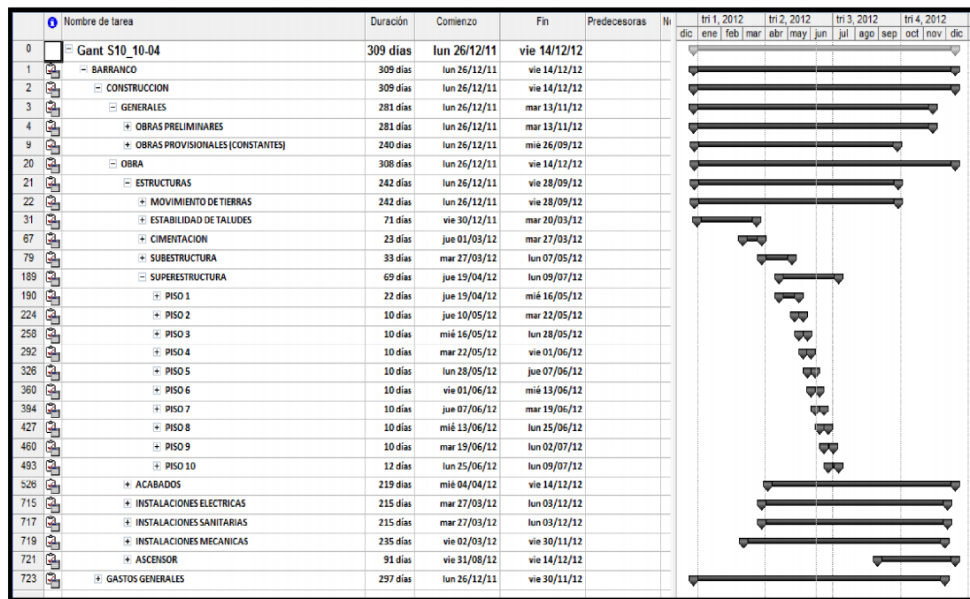 Nombre de tarea Duración Comienzo Fin Predecesoras tri 1, 2012 tri 2, 2012 tri 3, 2012 tri 4, 2012
dic ene feb mar abr may jun jul ago sep oct nov dic
0 Gant S10_10-04 309 días lun 26/12/11 vie 14/12/12
1 BARRANCO 309 días lun 26/12/11 vie 14/12/12
2 CONSTRUCCION 309 días lun 26/12/11 vie 14/12/12
3 GENERALES 281 días lun 26/12/11 mar 13/11/12
4 OBRAS PRELIMINARES 281 días lun 26/12/11 mar 13/11/12
9 OBRAS PROVISIONALES (CONSTANTES) 240 días lun 26/12/11 mié 26/09/12
20 OBRA 308 días lun 26/12/11 vie 14/12/12
21 ESTRUCTURAS 242 días lun 26/12/11 vie 28/09/12
22 MOVIMIENTO DE TIERRAS 242 días lun 26/12/11 vie 28/09/12
31 ESTABILIDAD DE TALUDES 71 días vie 30/12/11 mar 20/03/12
67 CIMENTACION 23 días jue 01/03/12 mar 27/03/12
79 SUBESTRUCTURA 33 días mar 27/03/12 lun 07/05/12
189 SUPERESTRUCTURA 69 días jue 19/04/12 lun 09/07/12
190 PISO 1 22 días jue 19/04/12 mié 16/05/12
224 PISO 2 10 días jue 10/05/12 mar 22/05/12
258 PISO 3 10 días mié 16/05/12 lun 28/05/12
292 PISO 4 10 días mar 22/05/12 vie 01/06/12
326 PISO 5 10 días lun 28/05/12 jue 07/06/12
360 PISO 6 10 días vie 01/06/12 mié 13/06/12
394 PISO 7 10 días jue 07/06/12 mar 19/06/12
427 PISO 8 10 días mié 13/06/12 lun 25/06/12
460 PISO 9 10 días mar 19/06/12 lun 02/07/12
493 PISO 10 12 días lun 25/06/12 lun 09/07/12
526 ACABADOS 219 días mié 04/04/12 vie 14/12/12
715 INSTALACIONES ELECTRICAS 215 días mar 27/03/12 lun 03/12/12
717 INSTALACIONES SANITARIAS 215 días mar 27/03/12 lun 03/12/12
719 INSTALACIONES MECANICAS 235 días vie 02/03/12 vie 30/11/12
721 ASCENSOR 91 días vie 31/08/12 vie 14/12/12
723 GASTOS GENERALES 297 días lun 26/12/11 vie 30/11/12